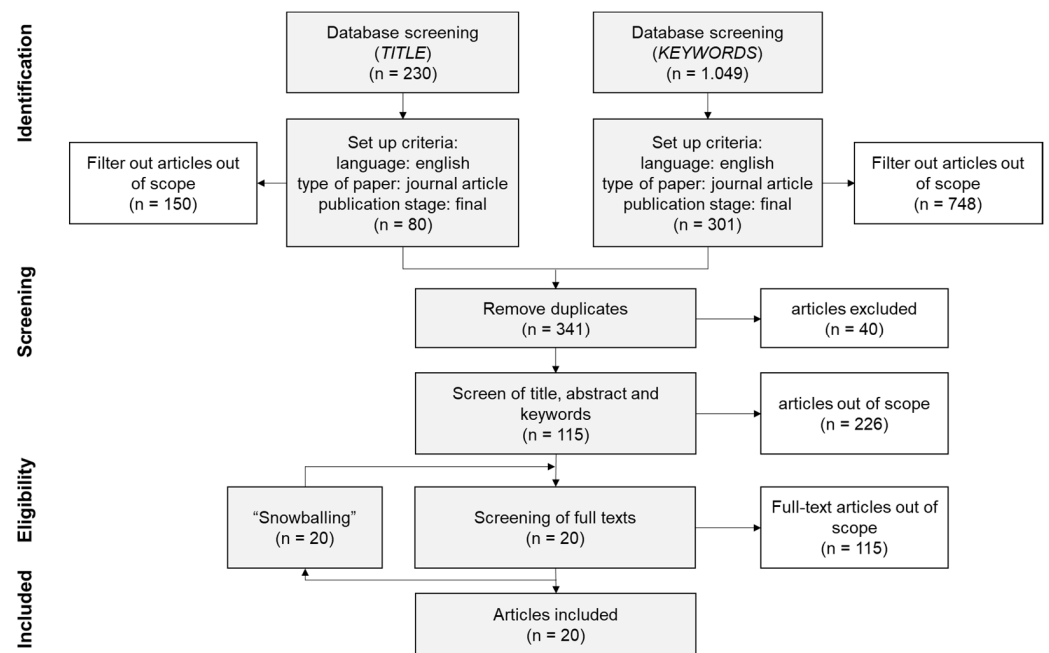 Identification
Database screening
(TITLE)
(n = 230)
Database screening
(KEYWORDS)
(n = 1.049)
Filter out articles out
of scope
(n = 150)
Set up criteria:
language: english
type of paper: journal article
publication stage: final
(n = 80)
Set up criteria:
language: english
type of paper: journal article
publication stage: final
(n = 301)
Filter out articles out
of scope
(n = 748)
Screening
Remove duplicates
(n = 341)
articles excluded
(n = 40)
Screen of title, abstract and
keywords
(n = 115)
articles out of scope
(n = 226)
Eligibility
“Snowballing”
(n = 20)
Screening of full texts
(n = 20)
Full-text articles out of
scope
(n = 115)
Included
Articles included
(n = 20)